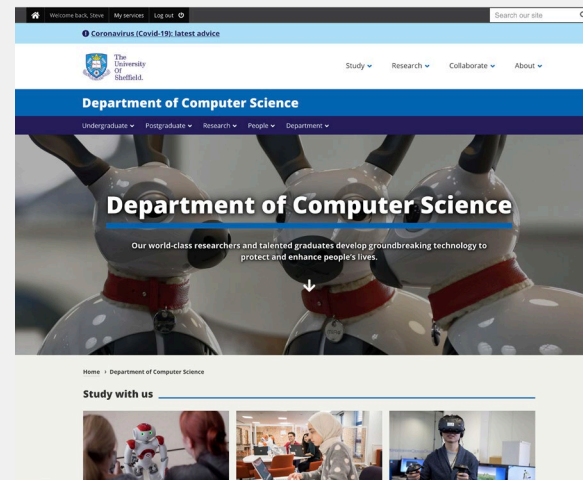 Welcome back, Steve My services Log out Search our site
Coronavirus (Covid-19): latest advice
The
University
Of
Sheffield.
Study Research Collaborate About
Department of Computer Science
Undergraduate Postgraduate Research People Department
Department of Computer Science
Our world-class researchers and talented graduates develop groundbreaking technology to
protect and enhance people's lives.
Home › Department of Computer Science
Study with us